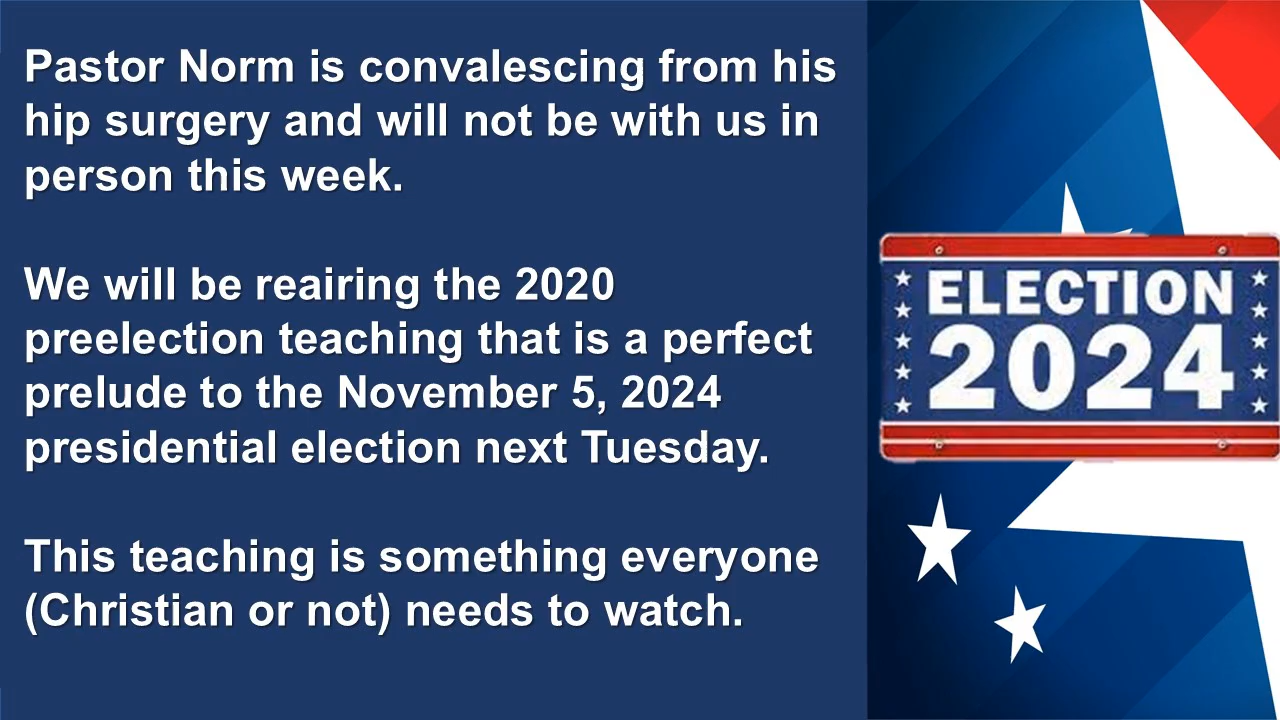 Pastor Norm is convalescing from his
hip surgery and will not be with us in
person this week.
We will be reairing the 2020
preelection teaching that is a perfect
prelude to the November 5, 2024
presidential election next Tuesday.
This teaching is something everyone
(Christian or not) needs to watch.
ELECTION
2024